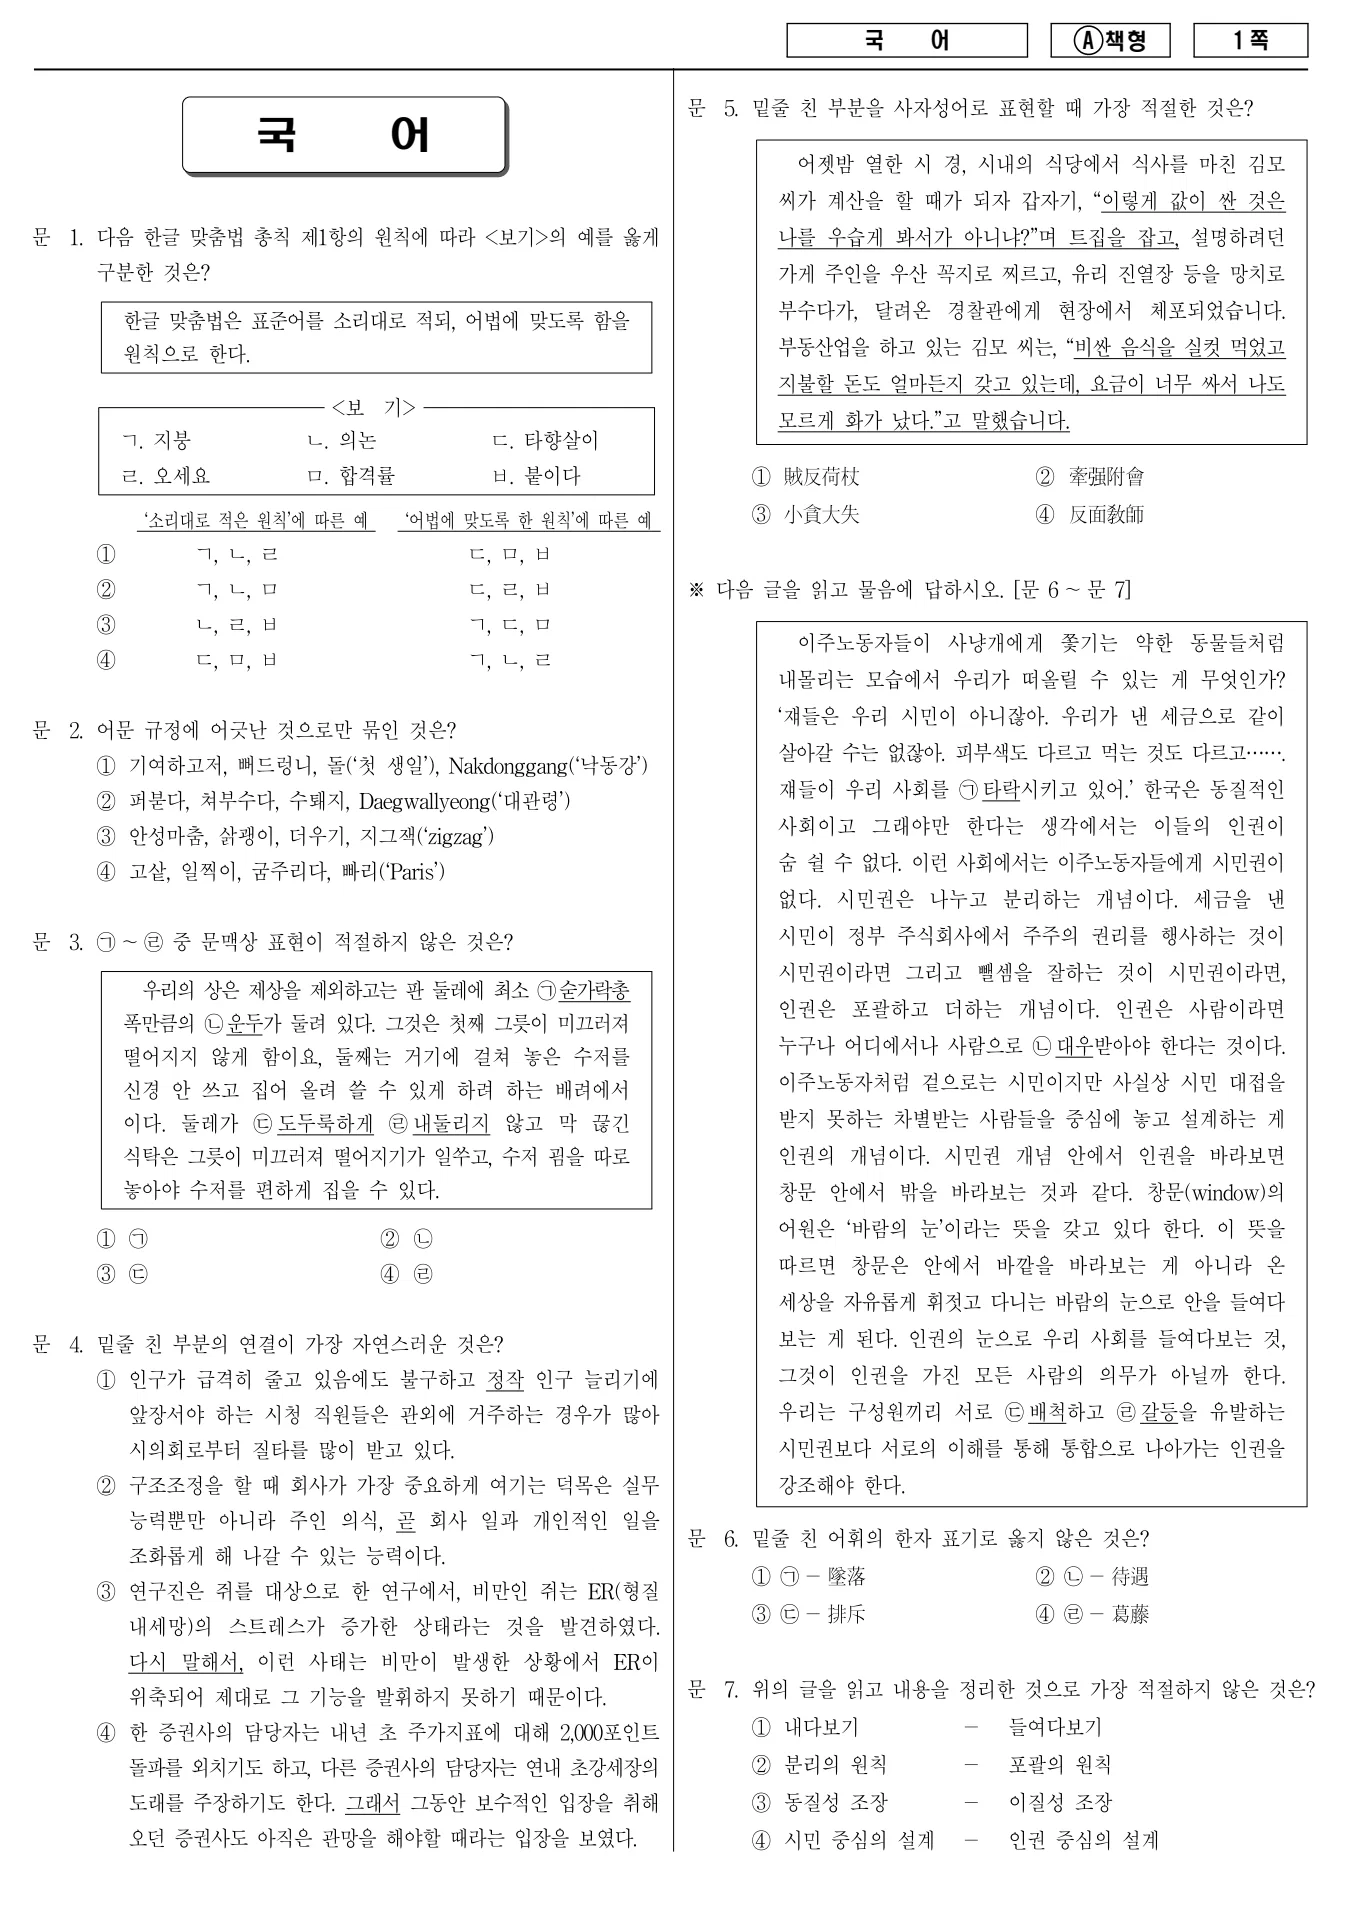 국 어 Ⓐ책형 1 쪽
국 어
문 1. 다음 한글 맞춤법 총칙 제1항의 원칙에 따라 <보기>의 예를 옳게
구분한 것은?
한글 맞춤법은 표준어를 소리대로 적되, 어법에 맞도록 함을
원칙으로 한다.
<보 기>
ㄱ. 지붕 ㄴ. 의논 ㄷ. 타향살이
ㄹ. 오세요 ㅁ. 합격률 ㅂ. 붙이다
‘소리대로 적은 원칙’에 따른 예 ‘어법에 맞도록 한 원칙’에 따른 예
① ㄱ, ㄴ, ㄹ ㄷ, ㅁ, ㅂ
② ㄱ, ㄴ, ㅁ ㄷ, ㄹ, ㅂ
③ ㄴ, ㄹ, ㅂ ㄱ, ㄷ, ㅁ
④ ㄷ, ㅁ, ㅂ ㄱ, ㄴ, ㄹ
문 2. 어문 규정에 어긋난 것으로만 묶인 것은?
① 기여하고저, 뻐드렁니, 돌(‘첫 생일’), Nakdonggang(‘낙동강’)
② 퍼붇다, 쳐부수다, 수퇘지, Daegwallyeong(‘대관령’)
③ 안성마춤, 삵괭이, 더우기, 지그잭(‘zigzag’)
④ 고샅, 일찍이, 굼주리다, 빠리(‘Paris’)
문 3. ㉠ ~ ㉣ 중 문맥상 표현이 적절하지 않은 것은?
우리의 상은 제상을 제외하고는 판 둘레에 최소 ㉠ 숟가락총
폭만큼의 ㉡ 운두가 둘려 있다. 그것은 첫째 그릇이 미끄러져
떨어지지 않게 함이요, 둘째는 거기에 걸쳐 놓은 수저를
신경 안 쓰고 집어 올려 쓸 수 있게 하려 하는 배려에서
이다. 둘레가 ㉢ 도두룩하게 ㉣ 내둘리지 않고 막 끊긴
식탁은 그릇이 미끄러져 떨어지기가 일쑤고, 수저 굄을 따로
놓아야 수저를 편하게 집을 수 있다.
① ㉠ ② ㉡
③ ㉢ ④ ㉣
문 4. 밑줄 친 부분의 연결이 가장 자연스러운 것은?
① 인구가 급격히 줄고 있음에도 불구하고 정작 인구 늘리기에
앞장서야 하는 시청 직원들은 관외에 거주하는 경우가 많아
시의회로부터 질타를 많이 받고 있다.
② 구조조정을 할 때 회사가 가장 중요하게 여기는 덕목은 실무
능력뿐만 아니라 주인 의식, 곧 회사 일과 개인적인 일을
조화롭게 해 나갈 수 있는 능력이다.
③ 연구진은 쥐를 대상으로 한 연구에서, 비만인 쥐는 ER(형질
내세망)의 스트레스가 증가한 상태라는 것을 발견하였다.
다시 말해서, 이런 사태는 비만이 발생한 상황에서 ER이
위축되어 제대로 그 기능을 발휘하지 못하기 때문이다.
④ 한 증권사의 담당자는 내년 초 주가지표에 대해 2,000포인트
돌파를 외치기도 하고, 다른 증권사의 담당자는 연내 초강세장의
도래를 주장하기도 한다. 그래서 그동안 보수적인 입장을 취해
오던 증권사도 아직은 관망을 해야할 때라는 입장을 보였다.
문 5. 밑줄 친 부분을 사자성어로 표현할 때 가장 적절한 것은?
어젯밤 열한 시 경, 시내의 식당에서 식사를 마친 김모
씨가 계산을 할 때가 되자 갑자기, “이렇게 값이 싼 것은
나를 우습게 봐서가 아니냐?”며 트집을 잡고, 설명하려던
가게 주인을 우산 꼭지로 찌르고, 유리 진열장 등을 망치로
부수다가, 달려온 경찰관에게 현장에서 체포되었습니다.
부동산업을 하고 있는 김모 씨는, “비싼 음식을 실컷 먹었고
지불할 돈도 얼마든지 갖고 있는데, 요금이 너무 싸서 나도
모르게 화가 났다.”고 말했습니다.
① 賊反荷杖 ② 牽强附會
③ 小貪大失 ④ 反面敎師
※ 다음 글을 읽고 물음에 답하시오. [문 6 ~ 문 7]
이주노동자들이 사냥개에게 쫓기는 약한 동물들처럼
내몰리는 모습에서 우리가 떠올릴 수 있는 게 무엇인가?
‘쟤들은 우리 시민이 아니잖아. 우리가 낸 세금으로 같이
살아갈 수는 없잖아. 피부색도 다르고 먹는 것도 다르고…….
쟤들이 우리 사회를 ㉠ 타락시키고 있어.’ 한국은 동질적인
사회이고 그래야만 한다는 생각에서는 이들의 인권이
숨 쉴 수 없다. 이런 사회에서는 이주노동자들에게 시민권이
없다. 시민권은 나누고 분리하는 개념이다. 세금을 낸
시민이 정부 주식회사에서 주주의 권리를 행사하는 것이
시민권이라면 그리고 뺄셈을 잘하는 것이 시민권이라면,
인권은 포괄하고 더하는 개념이다. 인권은 사람이라면
누구나 어디에서나 사람으로 ㉡ 대우받아야 한다는 것이다.
이주노동자처럼 겉으로는 시민이지만 사실상 시민 대접을
받지 못하는 차별받는 사람들을 중심에 놓고 설계하는 게
인권의 개념이다. 시민권 개념 안에서 인권을 바라보면
창문 안에서 밖을 바라보는 것과 같다. 창문(window)의
어원은 ‘바람의 눈’이라는 뜻을 갖고 있다 한다. 이 뜻을
따르면 창문은 안에서 바깥을 바라보는 게 아니라 온
세상을 자유롭게 휘젓고 다니는 바람의 눈으로 안을 들여다
보는 게 된다. 인권의 눈으로 우리 사회를 들여다보는 것,
그것이 인권을 가진 모든 사람의 의무가 아닐까 한다.
우리는 구성원끼리 서로 ㉢ 배척하고 ㉣ 갈등을 유발하는
시민권보다 서로의 이해를 통해 통합으로 나아가는 인권을
강조해야 한다.
문 6. 밑줄 친 어휘의 한자 표기로 옳지 않은 것은?
① ㉠ － 墜落 ② ㉡ － 待遇
③ ㉢ － 排斥 ④ ㉣ － 葛藤
문 7. 위의 글을 읽고 내용을 정리한 것으로 가장 적절하지 않은 것은?
① 내다보기 － 들여다보기
② 분리의 원칙 － 포괄의 원칙
③ 동질성 조장 － 이질성 조장
④ 시민 중심의 설계 － 인권 중심의 설계